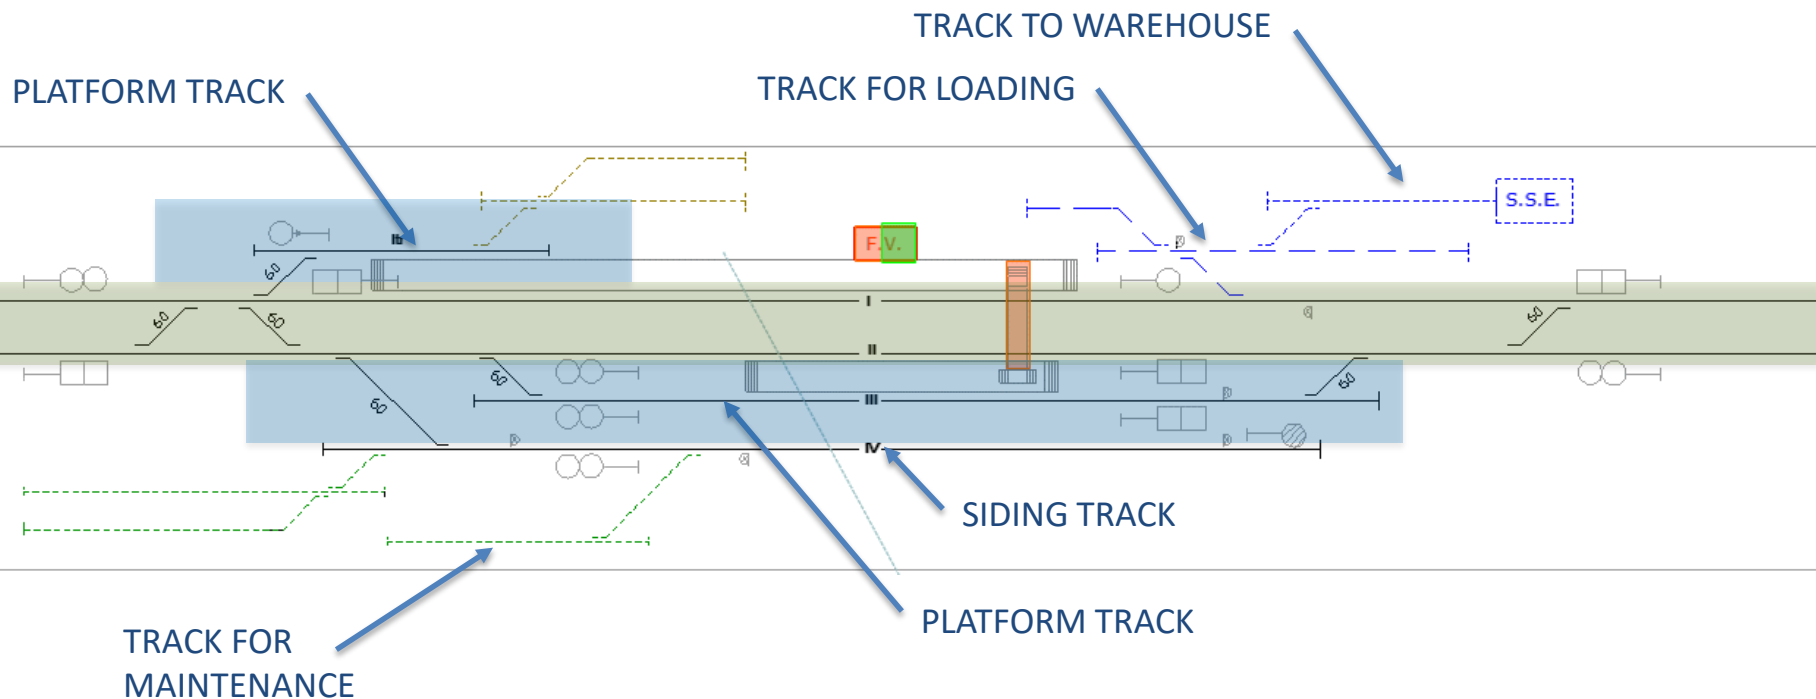 TRACK TO WAREHOUSE
PLATFORM TRACK
TRACK FOR LOADING
S.S.E.
F.V.
60
I
60
60
60
II
60
60
60
III
IV
SIDING TRACK
PLATFORM TRACK
TRACK FOR
MAINTENANCE